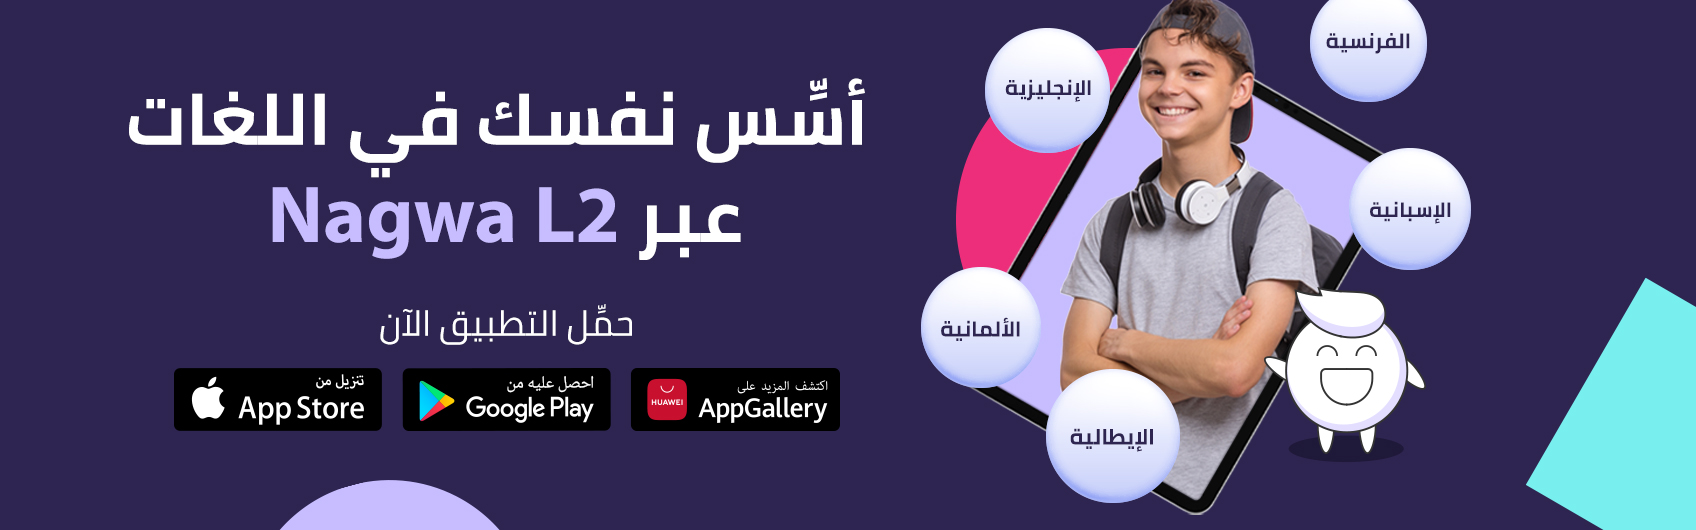 أسِّس نفسك في اللغات
عبر Nagwa L2
حمِّل التطبيق الآن
اكتشف المزيد على
AppGallery
HUAWEI
احصل عليه من
Google Play
تنزيل من
App Store
الفرنسية
الإنجليزية
الإسبانية
الألمانية
الإيطالية